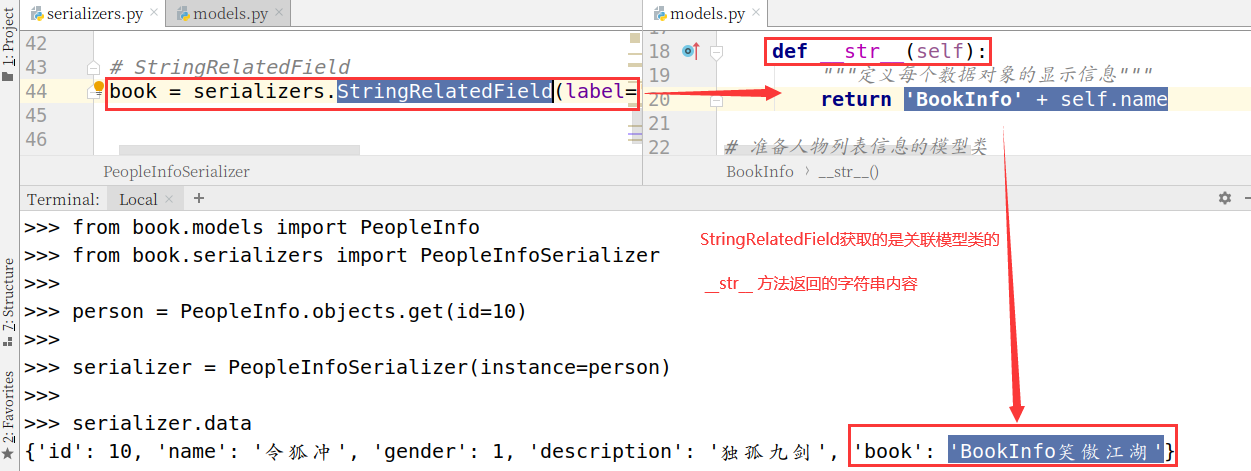 1: Project
serializers.py
models.py
models.py
42
43 # StringRelatedField
44 book = serializers.StringRelatedField(label=
45
46
PeopleInfoSerializer
18 def __str__(self):
19 """定义每个数据对象的显示信息"""
20 return 'BookInfo' + self.name
21
22 # 准备人物列表信息的模型类
BookInfo › __str__()
Terminal: Local × +
>>> from book.models import PeopleInfo
>>> from book.serializers import PeopleInfoSerializer
>>>
>>> person = PeopleInfo.objects.get(id=10)
>>>
>>> serializer = PeopleInfoSerializer(instance=person)
>>>
>>> serializer.data
{'id': 10, 'name': '令狐冲', 'gender': 1, 'description': '独孤九剑', 'book': 'BookInfo笑傲江湖'}
StringRelatedField获取的是关联模型类的
__str__ 方法返回的字符串内容
7: Structure
2: Favorites